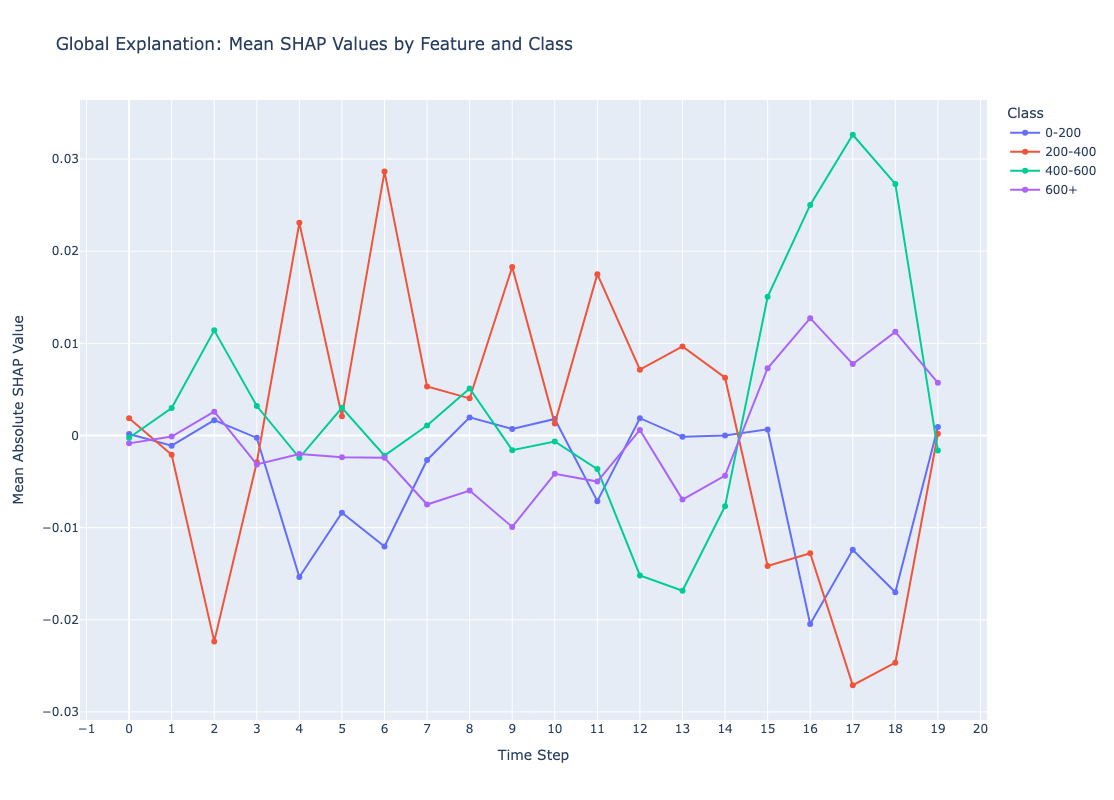 Global Explanation: Mean SHAP Values by Feature and Class
Class
0-200
200-400
400-600
600+
Mean Absolute SHAP Value
0.03
0.02
0.01
0
−0.01
−0.02
−0.03
−1 0 1 2 3 4 5 6 7 8 9 10 11 12 13 14 15 16 17 18 19 20
Time Step